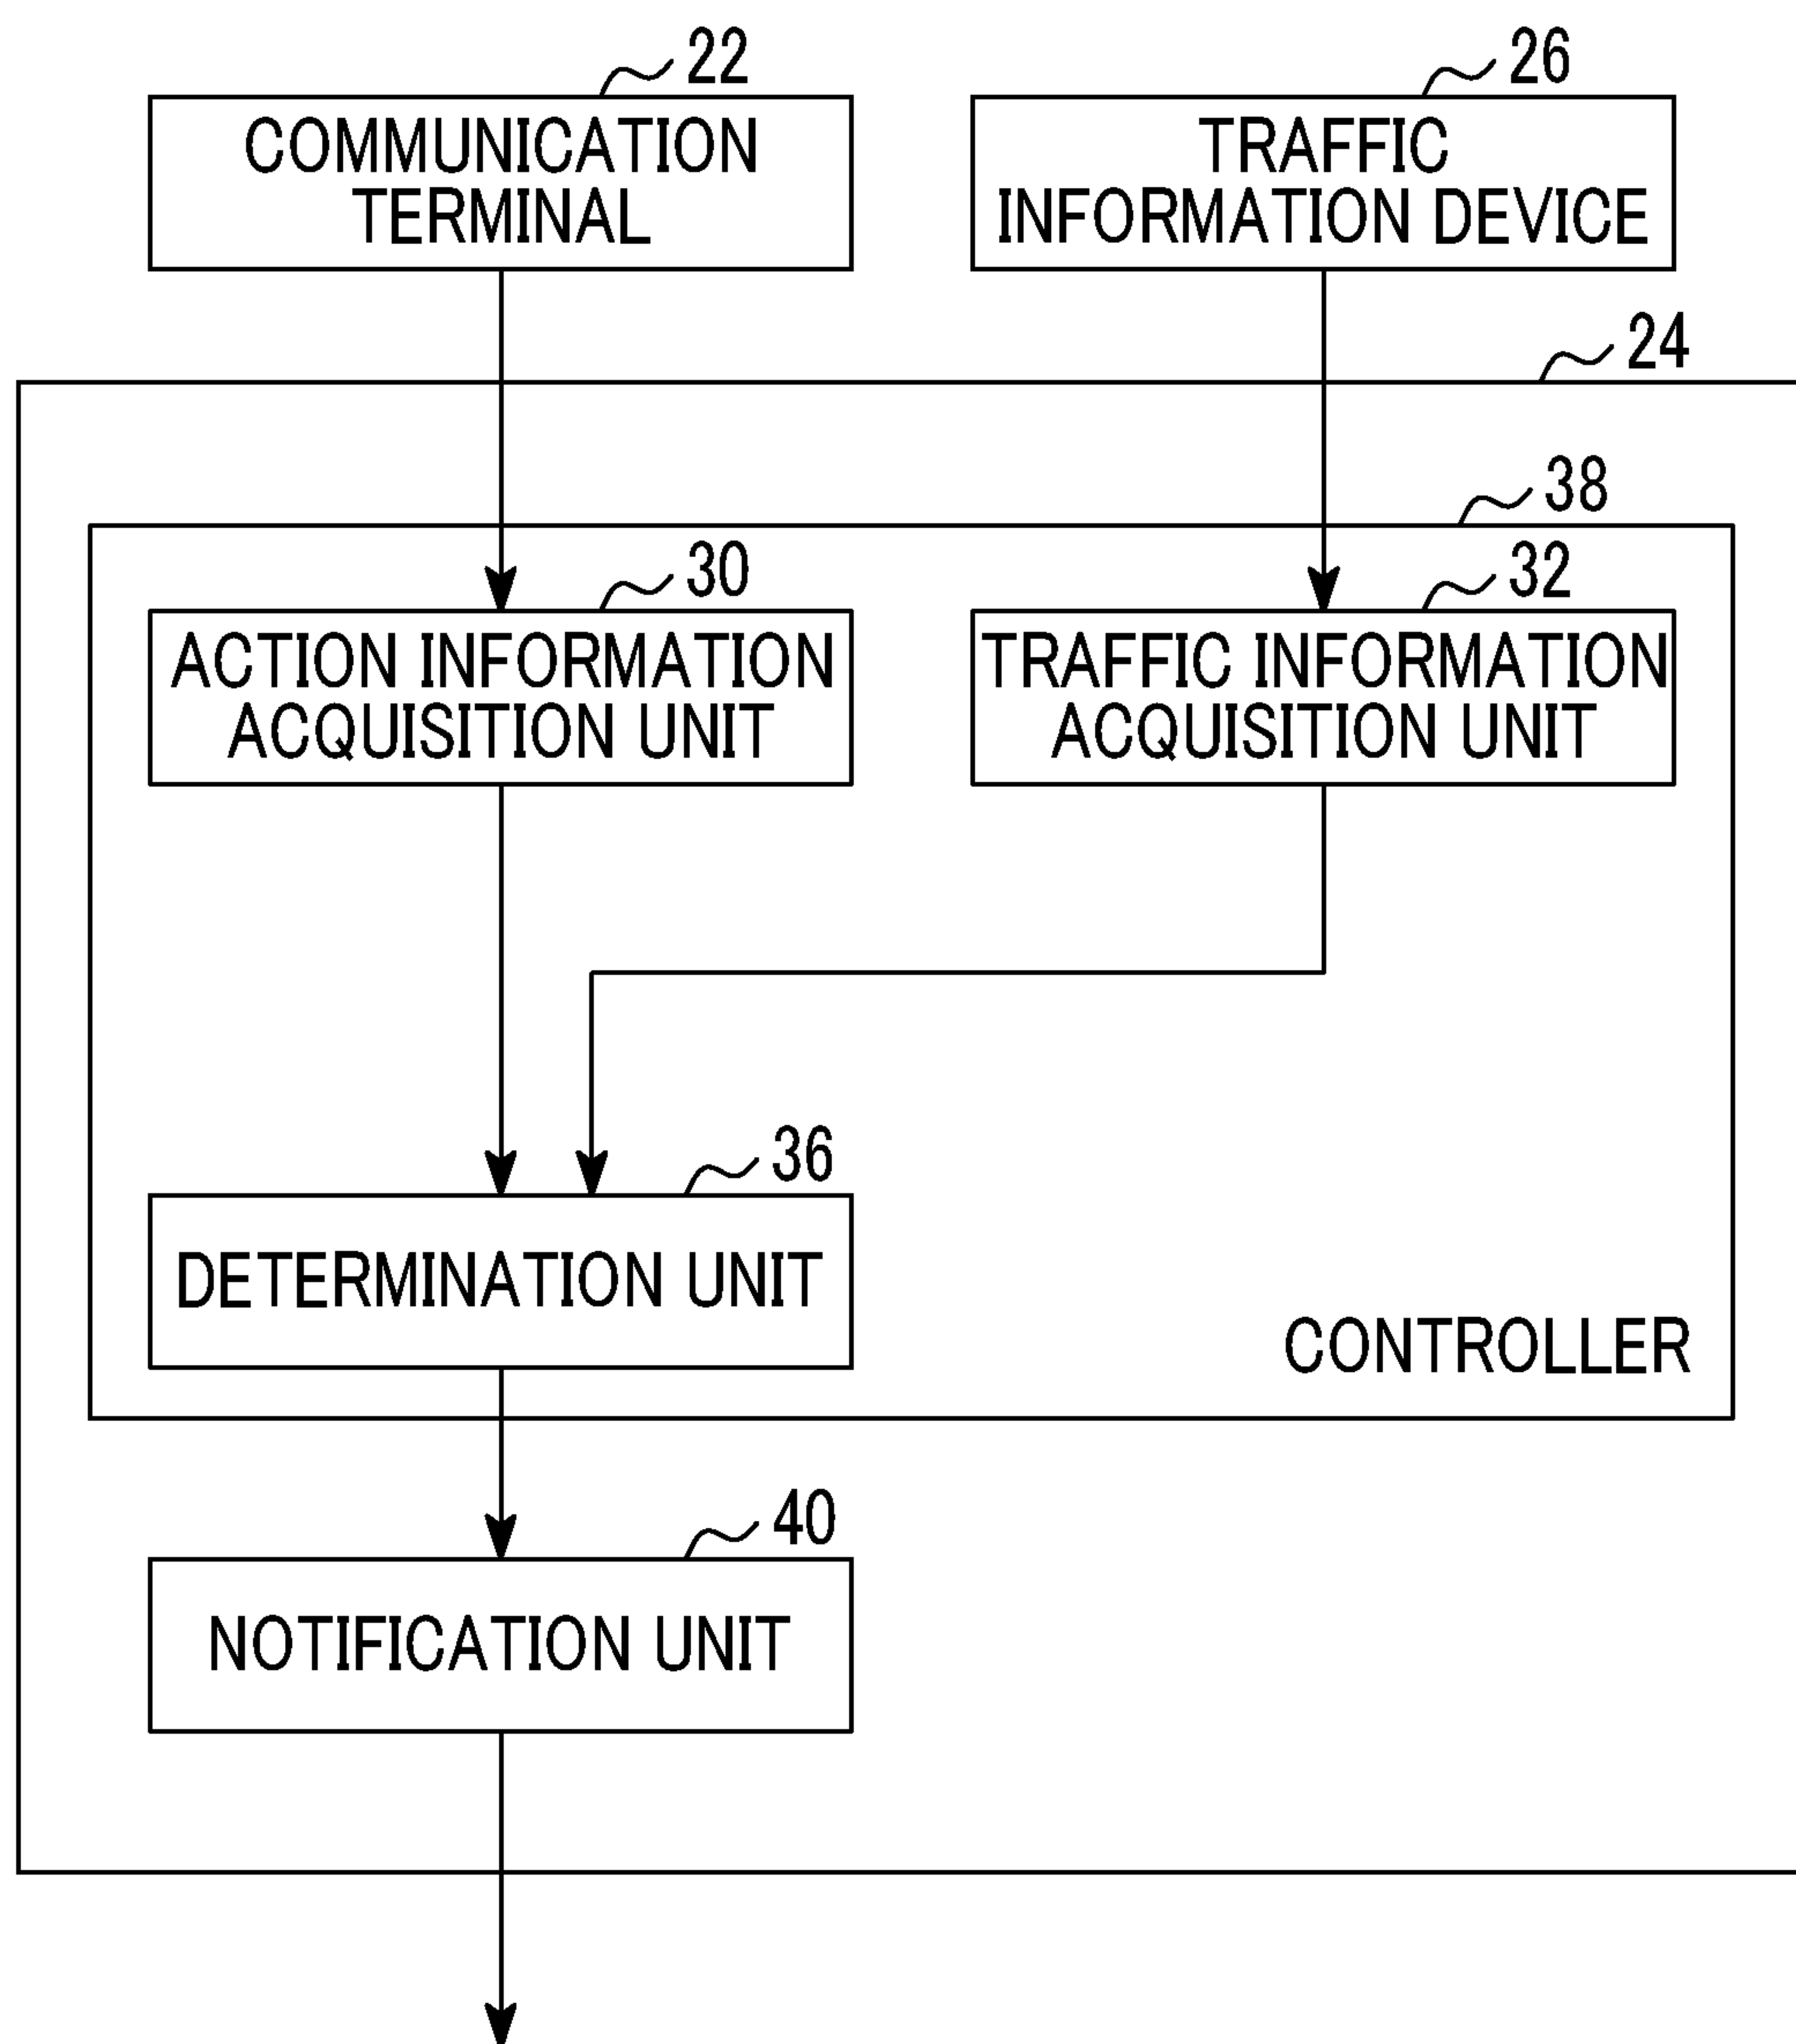 22
26
COMMUNICATION
TERMINAL
TRAFFIC
INFORMATION DEVICE
24
38
30
32
ACTION INFORMATION
ACQUISITION UNIT
TRAFFIC INFORMATION
ACQUISITION UNIT
36
DETERMINATION UNIT
CONTROLLER
40
NOTIFICATION UNIT